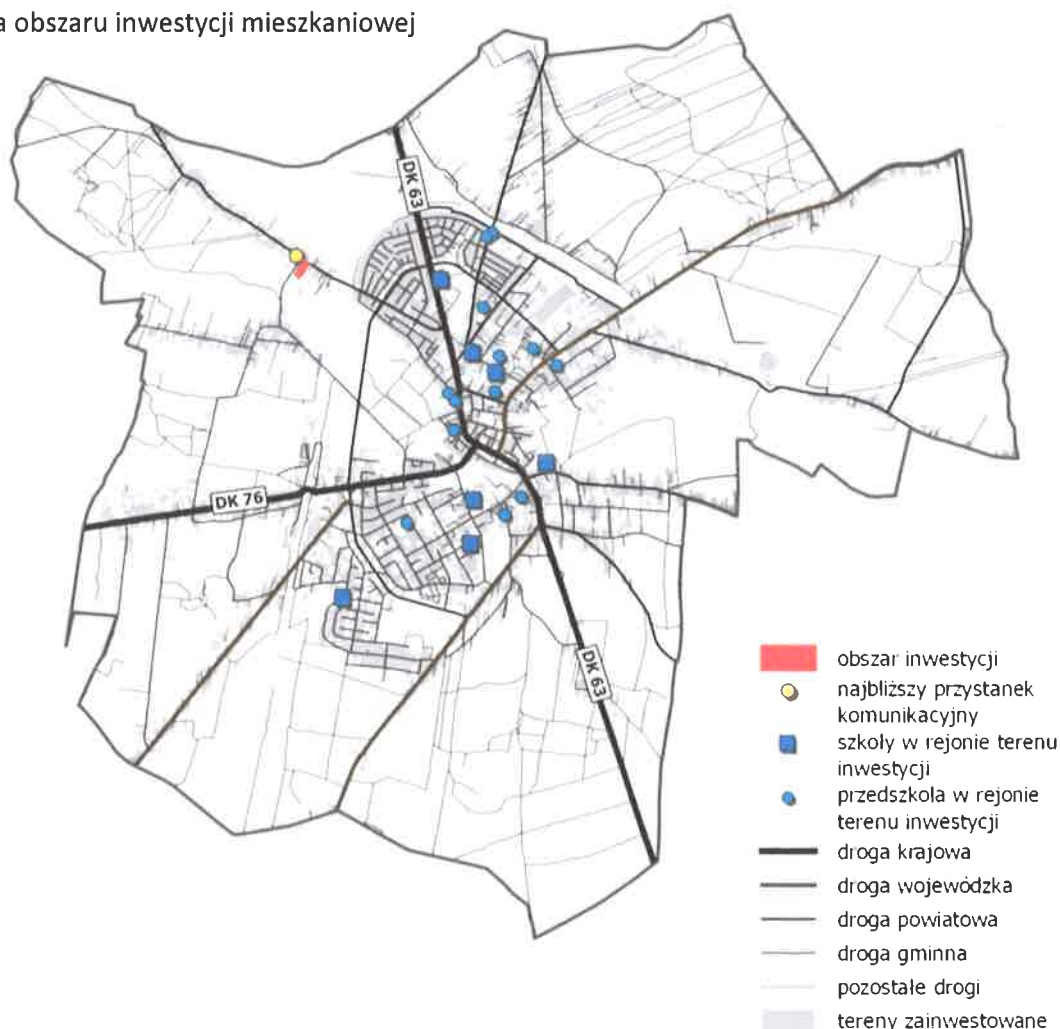 a obszaru inwestycji mieszkaniowej
DK 63
DK 76
DK 63
obszar inwestycji
najbliższy przystanek
komunikacyjny
szkoły w rejonie terenu
inwestycji
przedszkola w rejonie
terenu inwestycji
droga krajowa
droga wojewódzka
droga powiatowa
droga gminna
pozostałe drogi
tereny zainwestowane